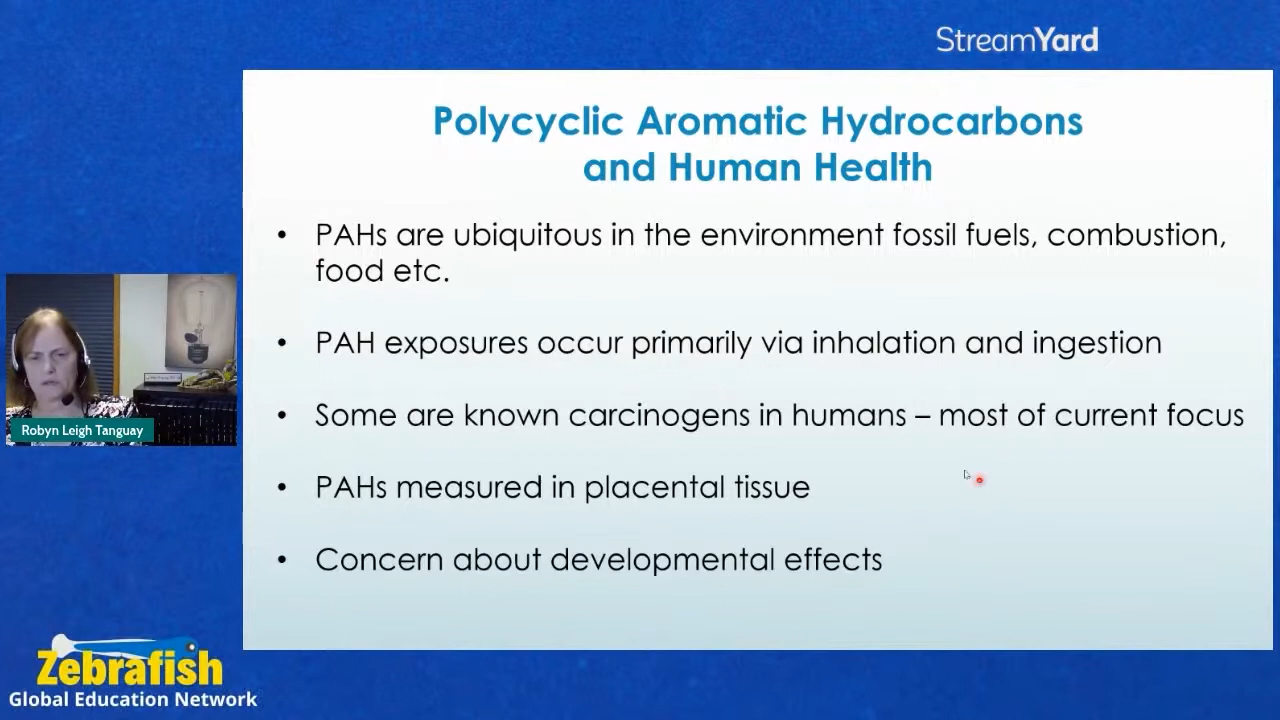 StreamYard
Polycyclic Aromatic Hydrocarbons
and Human Health
• PAHs are ubiquitous in the environment fossil fuels, combustion,
food etc.
• PAH exposures occur primarily via inhalation and ingestion
• Some are known carcinogens in humans – most of current focus
• PAHs measured in placental tissue
• Concern about developmental effects
Robyn Leigh Tanguay
Zebrafish
Global Education Network